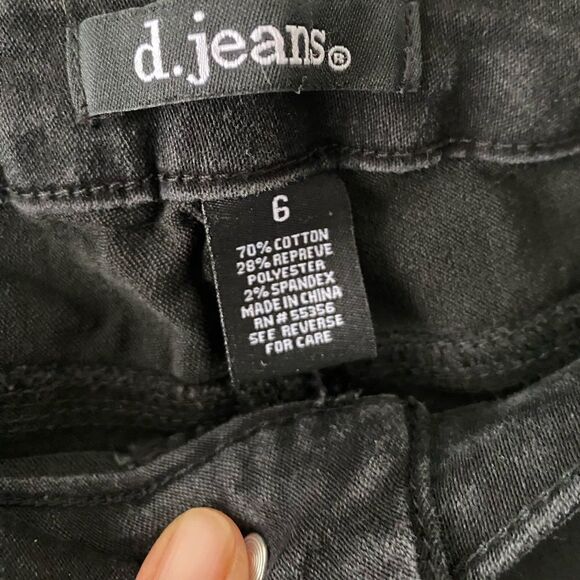 d.jeans®
6
70% COTTON
28% REPREVE
POLYESTER
2% SPANDEX
MADE IN CHINA
RN # 55356
SEE REVERSE
FOR CARE